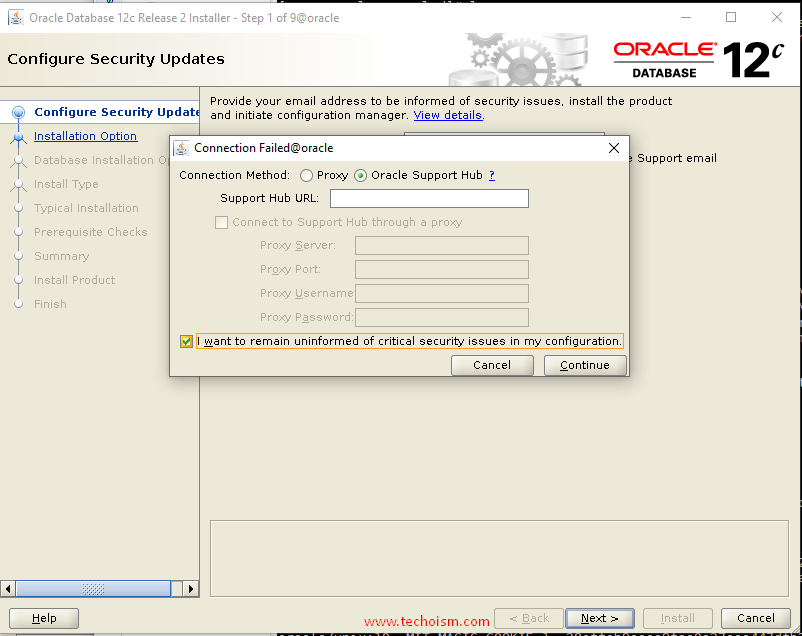 Oracle Database 12c Release 2 Installer - Step 1 of 9@oracle
Configure Security Updates
ORACLE®
DATABASE
12c
Configure Security Update
Installation Option
Database Installation O
Install Type
Typical Installation
Prerequisite Checks
Summary
Install Product
Finish
Provide your email address to be informed of security issues, install the product
and initiate configuration manager. View details.
Support email
Connection Failed@oracle
Connection Method: Proxy Oracle Support Hub ?
Support Hub URL:
Connect to Support Hub through a proxy
Proxy Server:
Proxy Port:
Proxy Username
Proxy Password:
I want to remain uninformed of critical security issues in my configuration.
Cancel Continue
Help
www.techoism.com
< Back Next > Install Cancel